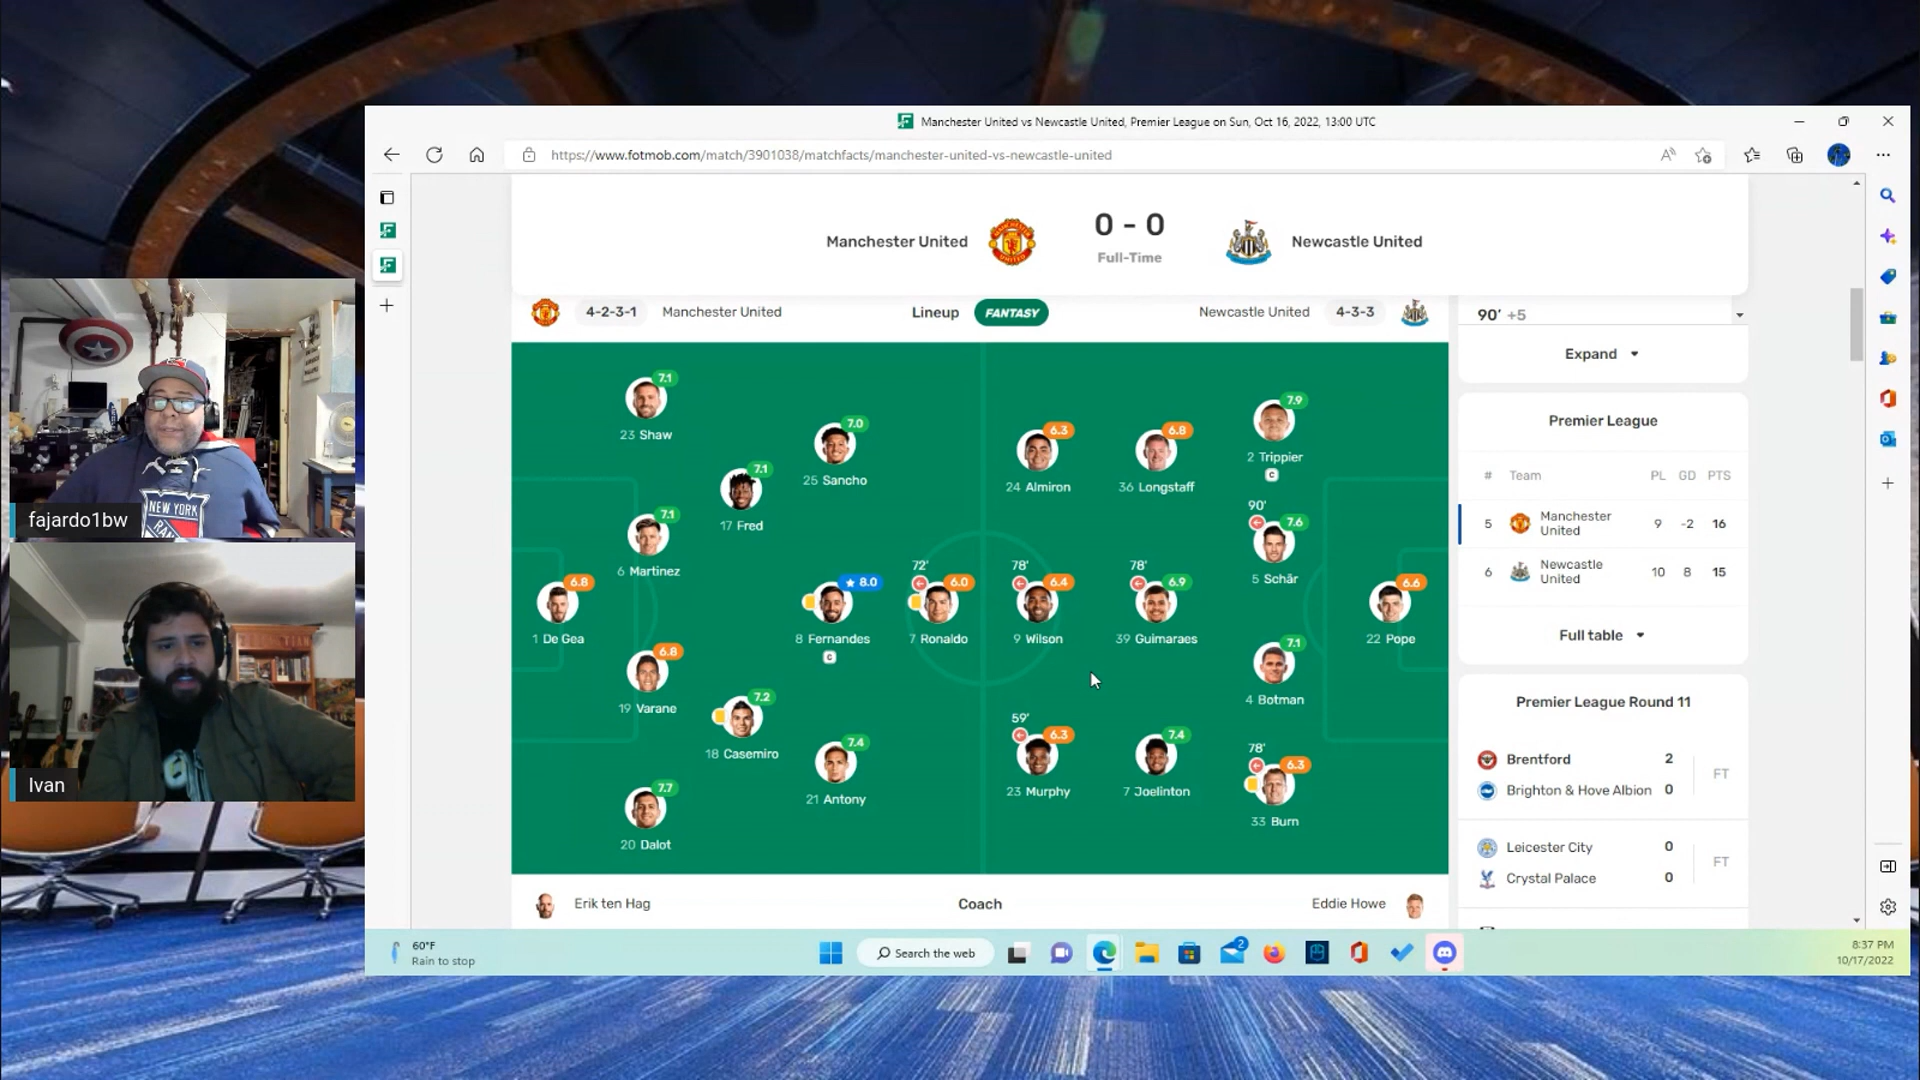 Manchester United vs Newcastle United, Premier League on Sun, Oct 16, 2022, 13:00 UTC
https://www.fotmob.com/match/3901038/matchfacts/manchester-united-vs-newcastle-united
Manchester United 0 - 0 Newcastle United
Full-Time
4-2-3-1 Manchester United Lineup FANTASY Newcastle United 4-3-3
7.1
23 Shaw
7.0
25 Sancho
7.1
17 Fred
7.1
6 Martinez
6.8
1 De Gea
8.0
8 Fernandes
C
72'
6.0
7 Ronaldo
6.8
19 Varane
7.2
18 Casemiro
7.4
21 Antony
7.7
20 Dalot
6.3
24 Almiron
6.8
36 Longstaff
7.9
2 Trippier
C
90'
7.6
5 Schär
78'
6.4
9 Wilson
78'
6.9
39 Guimaraes
6.6
22 Pope
7.1
4 Botman
59'
6.3
23 Murphy
7.4
7 Joelinton
78'
6.3
33 Burn
Erik ten Hag Coach Eddie Howe
90' +5
Expand
Premier League
# Team PL GD PTS
5 Manchester United 9 -2 16
6 Newcastle United 10 8 15
Full table
Premier League Round 11
Brentford 2
Brighton & Hove Albion 0
FT
Leicester City 0
Crystal Palace 0
FT
fajardo1bw
NEW YORK
Ivan
60°F
Rain to stop
Search the web
2
8:37 PM
10/17/2022